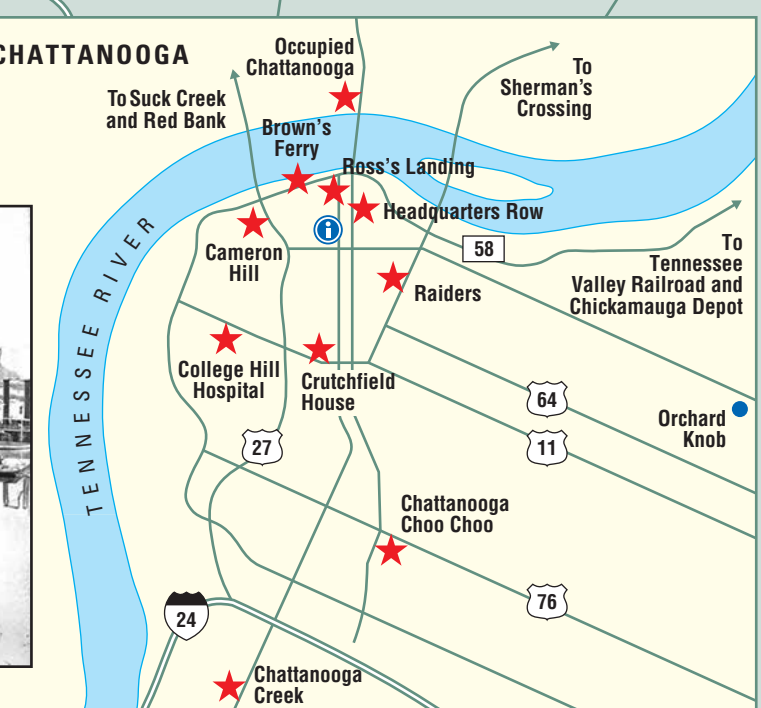 CHATTANOOGA
Occupied
Chattanooga
To
Sherman's
Crossing
To Suck Creek
and Red Bank
Brown's
Ferry
Ross's Landing
Headquarters Row
i
58
Cameron
Hill
To
Tennessee
Valley Railroad and
Chickamauga Depot
Raiders
TENNESSEE RIVER
College Hill
Hospital
Crutchfield
House
64
Orchard
Knob
27
11
Chattanooga
Choo Choo
76
24
Chattanooga
Creek